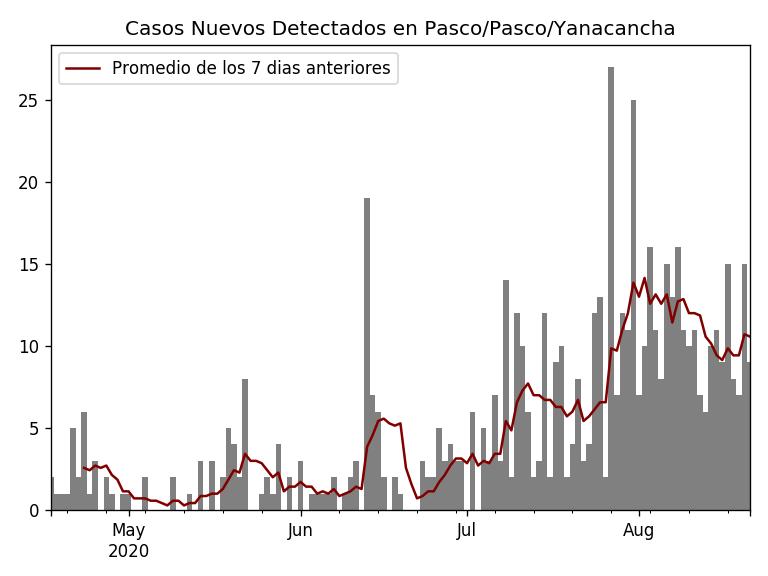 Casos Nuevos Detectados en Pasco/Pasco/Yanacancha
Promedio de los 7 dias anteriores
25
20
15
10
5
0
May
2020
Jun
Jul
Aug